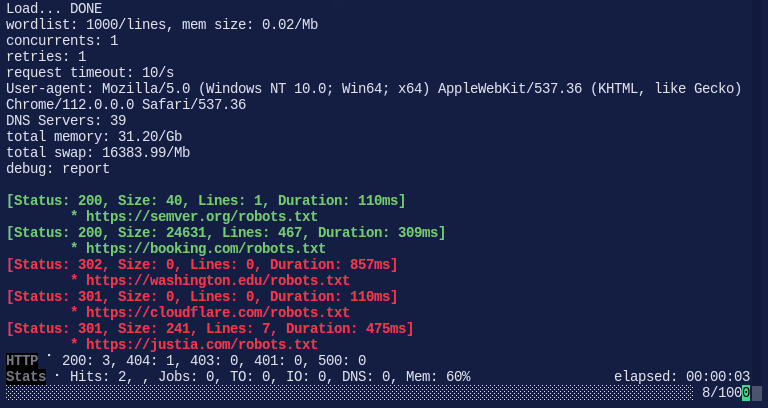 Load... DONE
wordlist: 1000/lines, mem size: 0.02/Mb
concurrents: 1
retries: 1
request timeout: 10/s
User-agent: Mozilla/5.0 (Windows NT 10.0; Win64; x64) AppleWebKit/537.36 (KHTML, like Gecko)
Chrome/112.0.0.0 Safari/537.36
DNS Servers: 39
total memory: 31.20/Gb
total swap: 16383.99/Mb
debug: report
[Status: 200, Size: 40, Lines: 1, Duration: 110ms]
* https://semver.org/robots.txt
[Status: 200, Size: 24631, Lines: 467, Duration: 309ms]
* https://booking.com/robots.txt
[Status: 302, Size: 0, Lines: 0, Duration: 857ms]
* https://washington.edu/robots.txt
[Status: 301, Size: 0, Lines: 0, Duration: 110ms]
* https://cloudflare.com/robots.txt
[Status: 301, Size: 241, Lines: 7, Duration: 475ms]
* https://justia.com/robots.txt
HTTP · 200: 3, 404: 1, 403: 0, 401: 0, 500: 0
Stats · Hits: 2, , Jobs: 0, TO: 0, IO: 0, DNS: 0, Mem: 60% elapsed: 00:00:03
8/1000